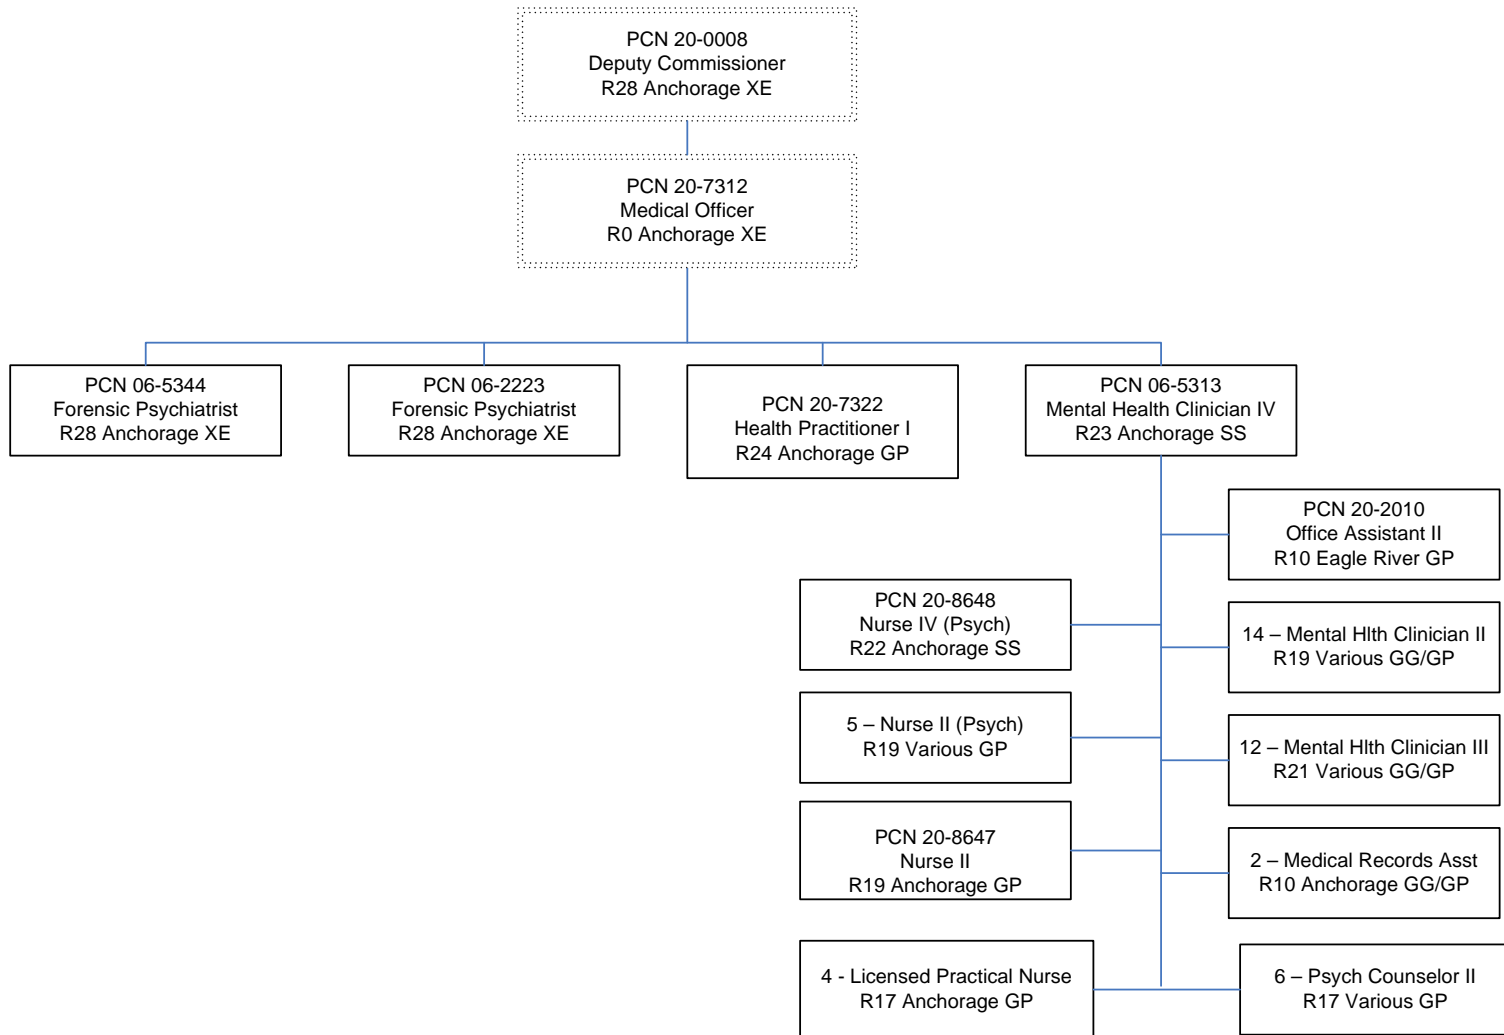 PCN 20-0008
Deputy Commissioner
R28 Anchorage XE
PCN 20-7312
Medical Officer
R0 Anchorage XE
PCN 06-5344
Forensic Psychiatrist
R28 Anchorage XE
PCN 06-2223
Forensic Psychiatrist
R28 Anchorage XE
PCN 20-7322
Health Practitioner I
R24 Anchorage GP
PCN 06-5313
Mental Health Clinician IV
R23 Anchorage SS
PCN 20-2010
Office Assistant II
R10 Eagle River GP
PCN 20-8648
Nurse IV (Psych)
R22 Anchorage SS
14 – Mental Hlth Clinician II
R19 Various GG/GP
5 – Nurse II (Psych)
R19 Various GP
12 – Mental Hlth Clinician III
R21 Various GG/GP
PCN 20-8647
Nurse II
R19 Anchorage GP
2 – Medical Records Asst
R10 Anchorage GG/GP
4 - Licensed Practical Nurse
R17 Anchorage GP
6 – Psych Counselor II
R17 Various GP